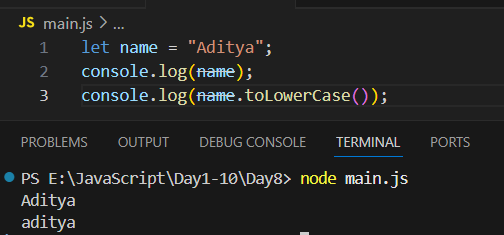 JS main.js > ...
1 let name = "Aditya";
2 console.log(name);
3 console.log(name.toLowerCase());
PROBLEMS OUTPUT DEBUG CONSOLE TERMINAL PORTS
PS E:\JavaScript\Day1-10\Day8> node main.js
Aditya
aditya